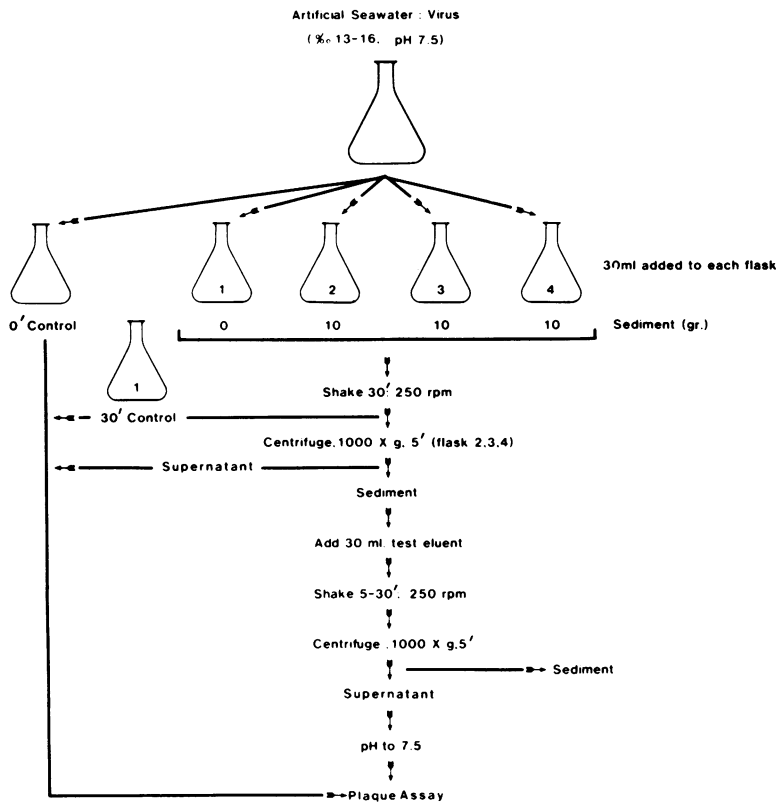 Artificial Seawater : Virus
(‰ 13-16, pH 7.5)
1
2
3
4
30ml added to each flask
0' Control
0
10
10
10
Sediment (gr.)
1
Shake 30'. 250 rpm
30' Control
Centrifuge. 1000 X g, 5' (flask 2,3,4)
Supernatant
Sediment
Add 30 ml. test eluent
Shake 5-30'. 250 rpm
Centrifuge . 1000 X g.5'
Sediment
Supernatant
pH to 7.5
Plaque Assay